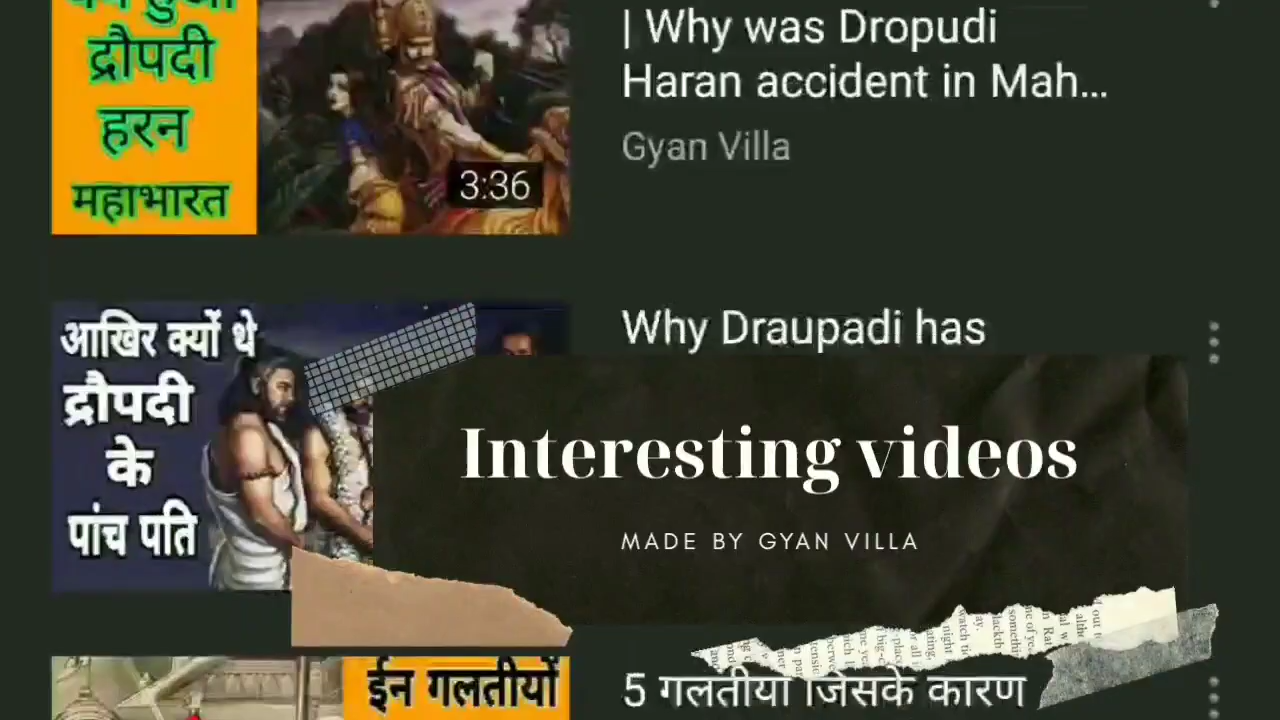 द्रौपदी
हरन
महाभारत
3:36
| Why was Dropudi
Haran accident in Mah...
Gyan Villa
आखिर क्यों थे
द्रौपदी
के
पांच पति
Why Draupadi has
Interesting videos
MADE BY GYAN VILLA
ईन गलतीयों
5 गलतीया जिसके कारण